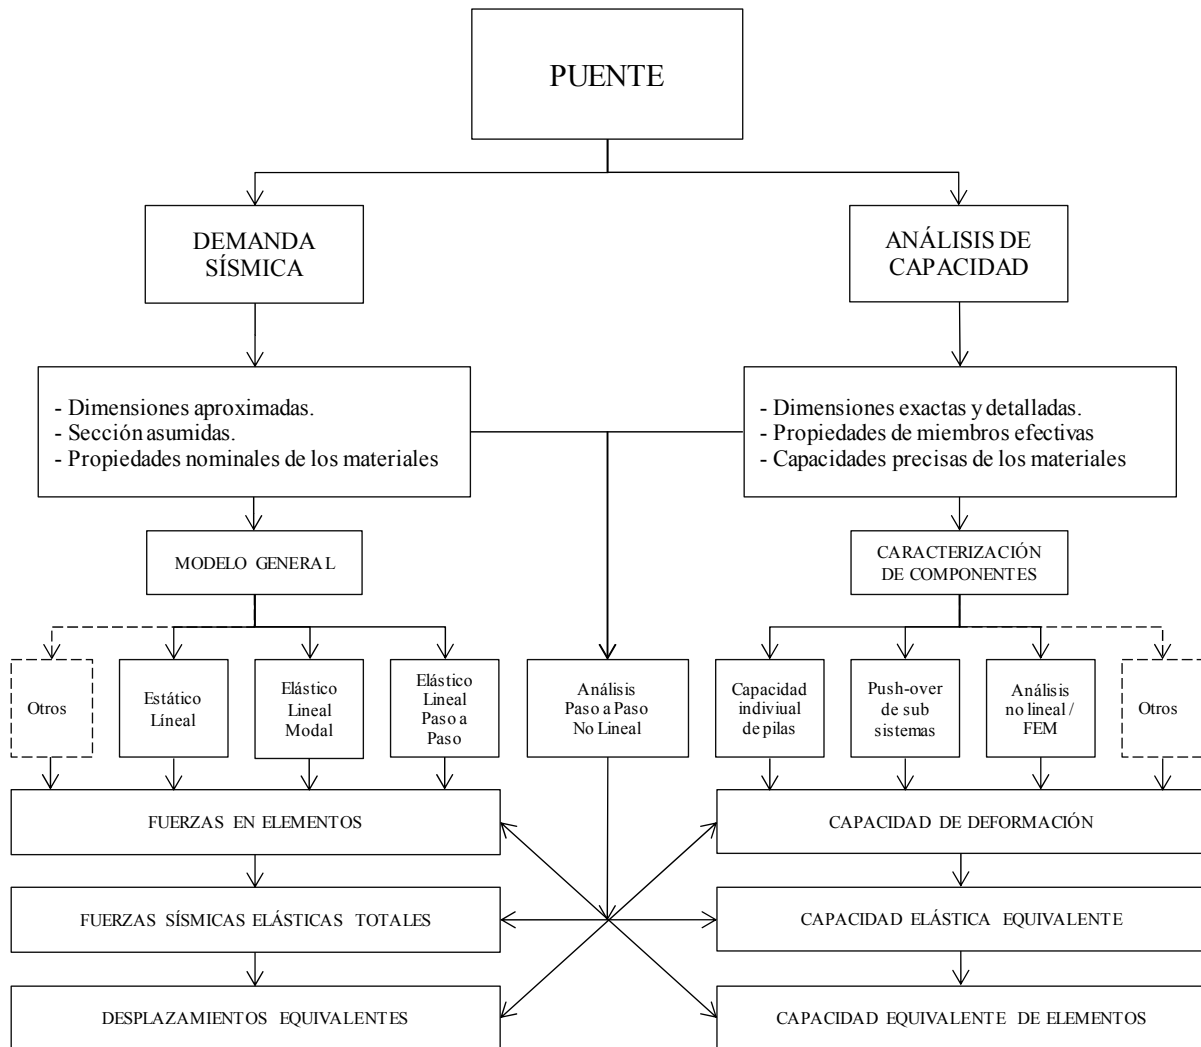 PUENTE
DEMANDA
SÍSMICA
ANÁLISIS DE
CAPACIDAD
- Dimensiones aproximadas.
- Sección asumidas.
- Propiedades nominales de los materiales
- Dimensiones exactas y detalladas.
- Propiedades de miembros efectivas
- Capacidades precisas de los materiales
MODELO GENERAL
CARACTERIZACIÓN
DE COMPONENTES
Otros
Estático
Líneal
Elástico
Lineal
Modal
Elástico
Lineal
Paso a
Paso
Análisis
Paso a Paso
No Lineal
Capacidad
indiviual
de pilas
Push-over
de sub
sistemas
Análisis
no lineal /
FEM
Otros
FUERZAS EN ELEMENTOS
CAPACIDAD DE DEFORMACIÓN
FUERZAS SÍSMICAS ELÁSTICAS TOTALES
CAPACIDAD ELÁSTICA EQUIVALENTE
DESPLAZAMIENTOS EQUIVALENTES
CAPACIDAD EQUIVALENTE DE ELEMENTOS